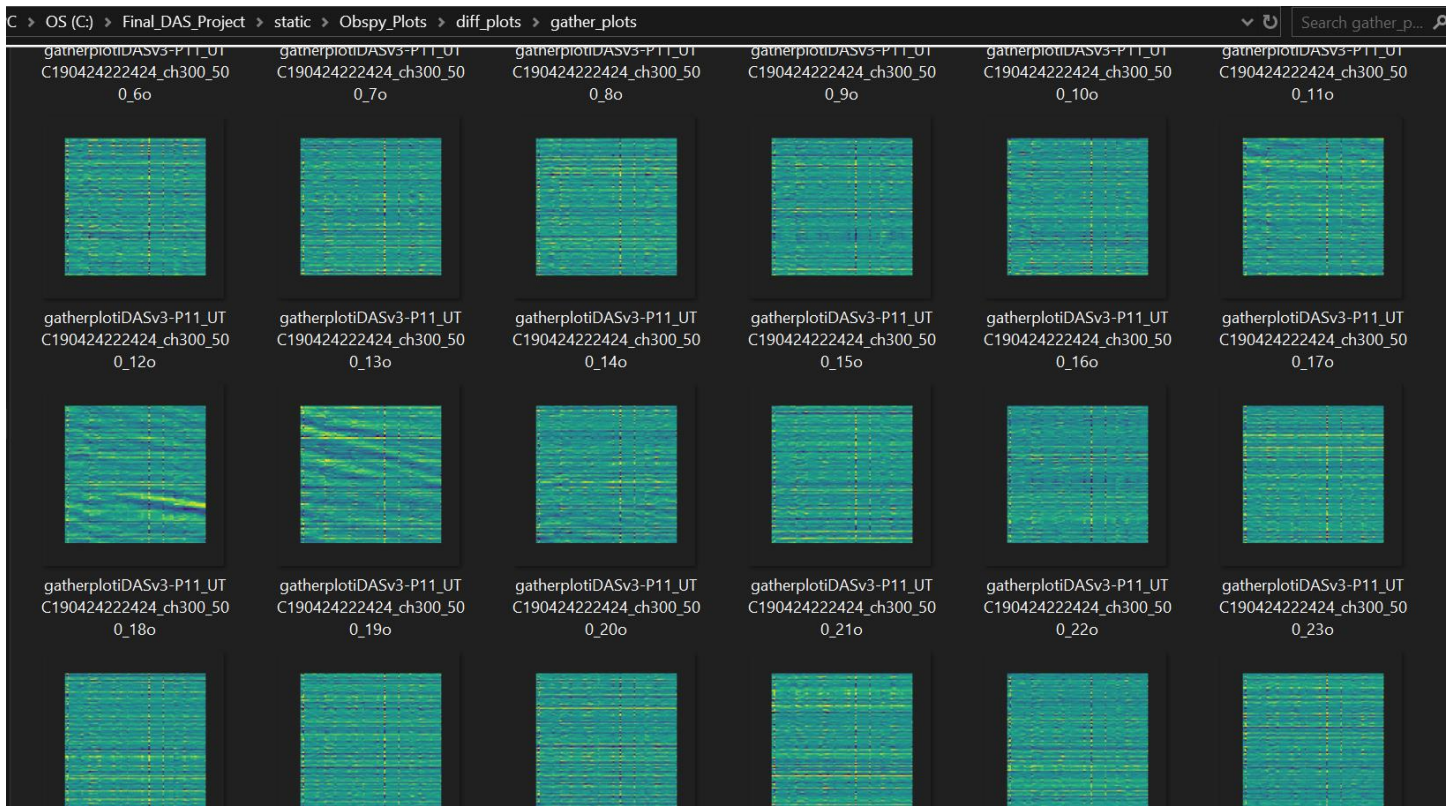 C > OS (C:) > Final_DAS_Project > static > Obspy_Plots > diff_plots > gather_plots Search gather_p...
gatherplotiDASv3-P11_UT gatherplotiDASv3-P11_UT gatherplotiDASv3-P11_UT gatherplotiDASv3-P11_UT gatherplotiDASv3-P11_UT gatherplotiDASv3-P11_UT
C190424222424_ch300_50 C190424222424_ch300_50 C190424222424_ch300_50 C190424222424_ch300_50 C190424222424_ch300_50 C190424222424_ch300_50
0_6o 0_7o 0_8o 0_9o 0_10o 0_11o
gatherplotiDASv3-P11_UT gatherplotiDASv3-P11_UT gatherplotiDASv3-P11_UT gatherplotiDASv3-P11_UT gatherplotiDASv3-P11_UT gatherplotiDASv3-P11_UT
C190424222424_ch300_50 C190424222424_ch300_50 C190424222424_ch300_50 C190424222424_ch300_50 C190424222424_ch300_50 C190424222424_ch300_50
0_12o 0_13o 0_14o 0_15o 0_16o 0_17o
gatherplotiDASv3-P11_UT gatherplotiDASv3-P11_UT gatherplotiDASv3-P11_UT gatherplotiDASv3-P11_UT gatherplotiDASv3-P11_UT gatherplotiDASv3-P11_UT
C190424222424_ch300_50 C190424222424_ch300_50 C190424222424_ch300_50 C190424222424_ch300_50 C190424222424_ch300_50 C190424222424_ch300_50
0_18o 0_19o 0_20o 0_21o 0_22o 0_23o